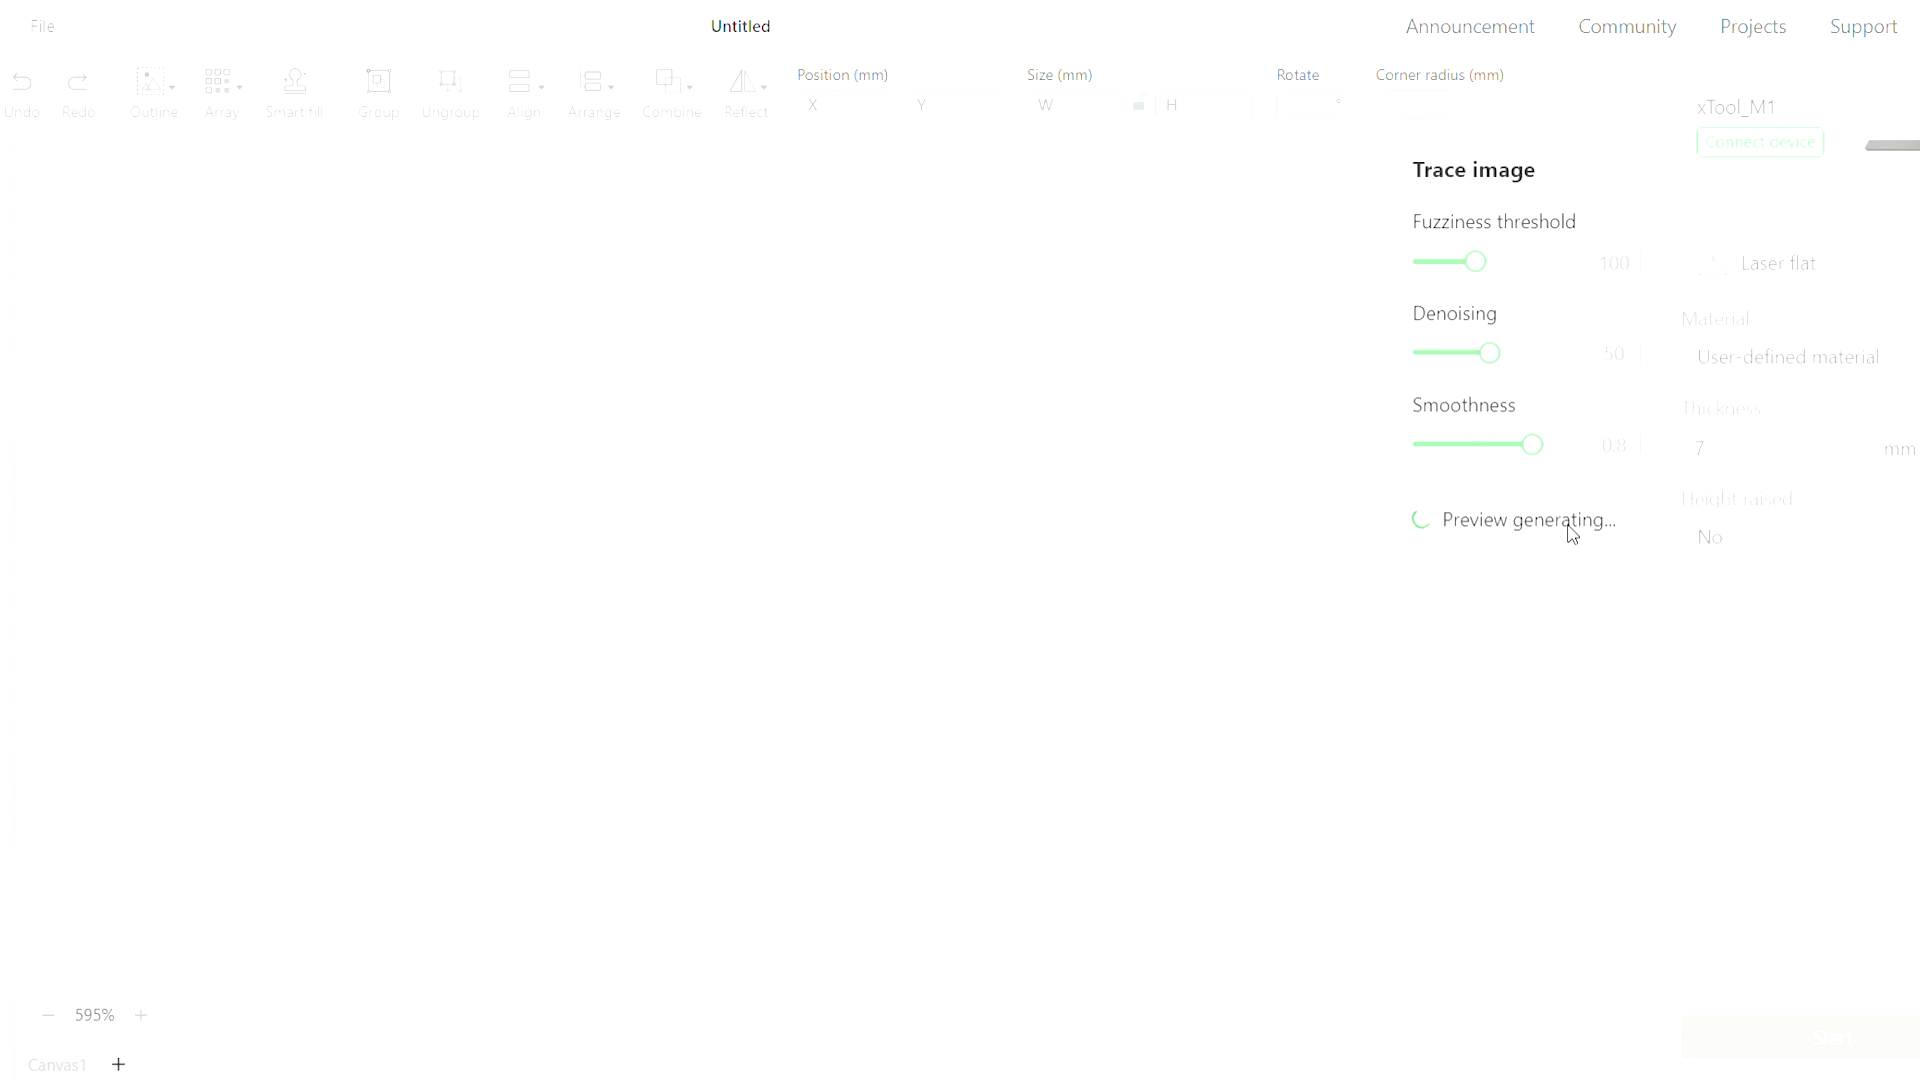 File
Untitled
Announcement Community Projects Support
Undo Redo Outline Array Smart fill Group Ungroup Align Arrange Combine Reflect
Position (mm) Size (mm) Rotate Corner radius (mm)
X Y W H °
xTool_M1
Connect device
Trace image
Fuzziness threshold
100
Laser flat
Denoising
50
Material
User-defined material
Smoothness
0.8
Thickness
7 mm
Height raised
No
Preview generating...
595%
Canvas1